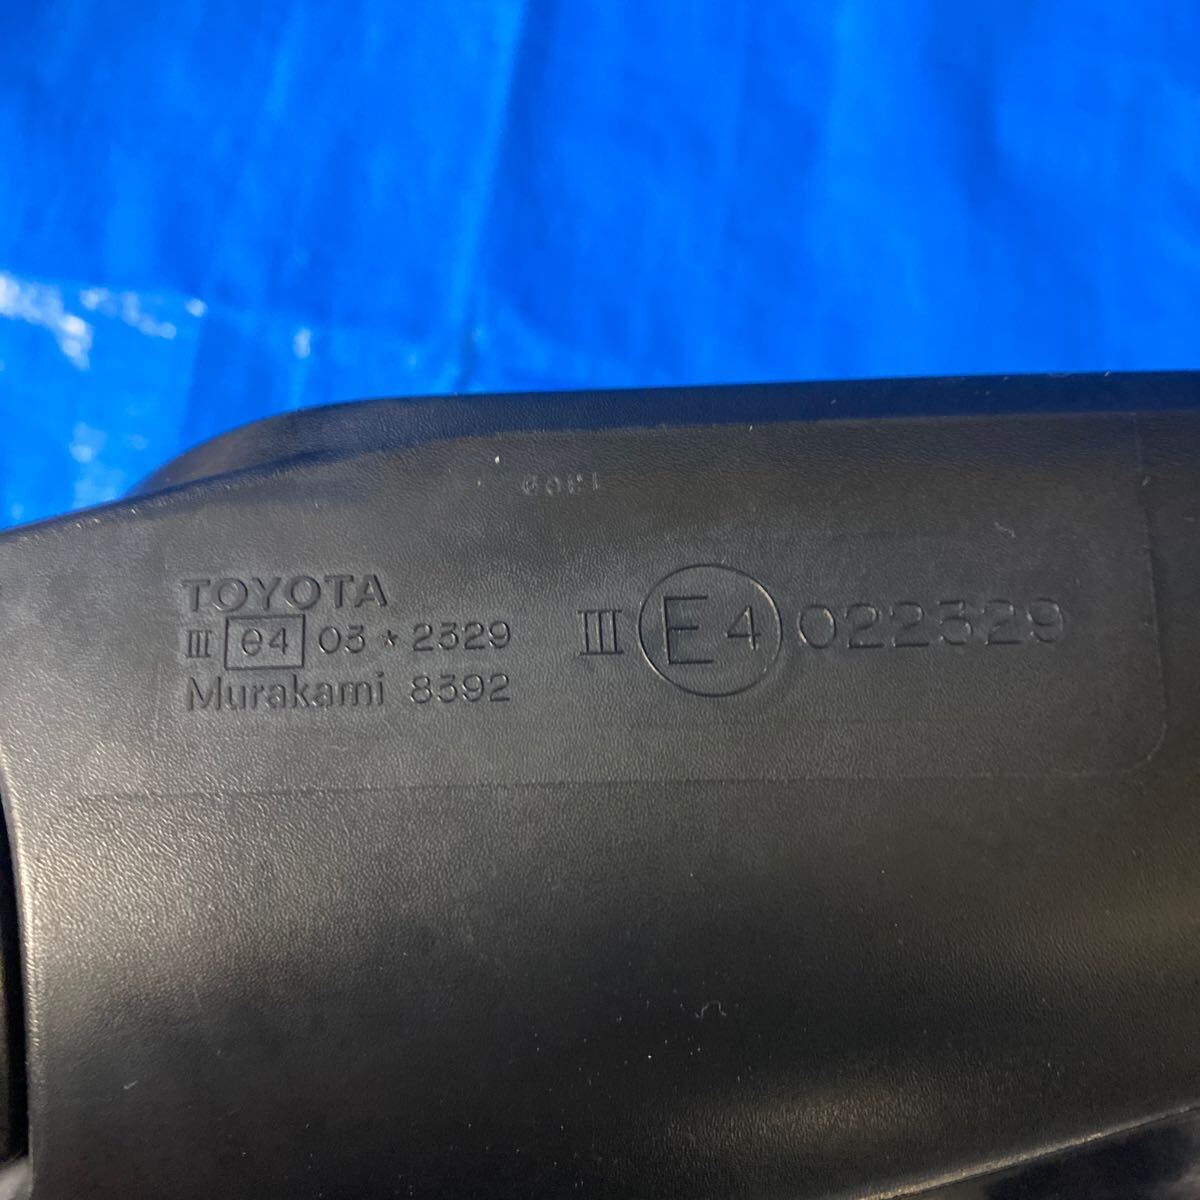 TOYOTA
III e4 03 * 2329
Murakami 8392
III E4 022329